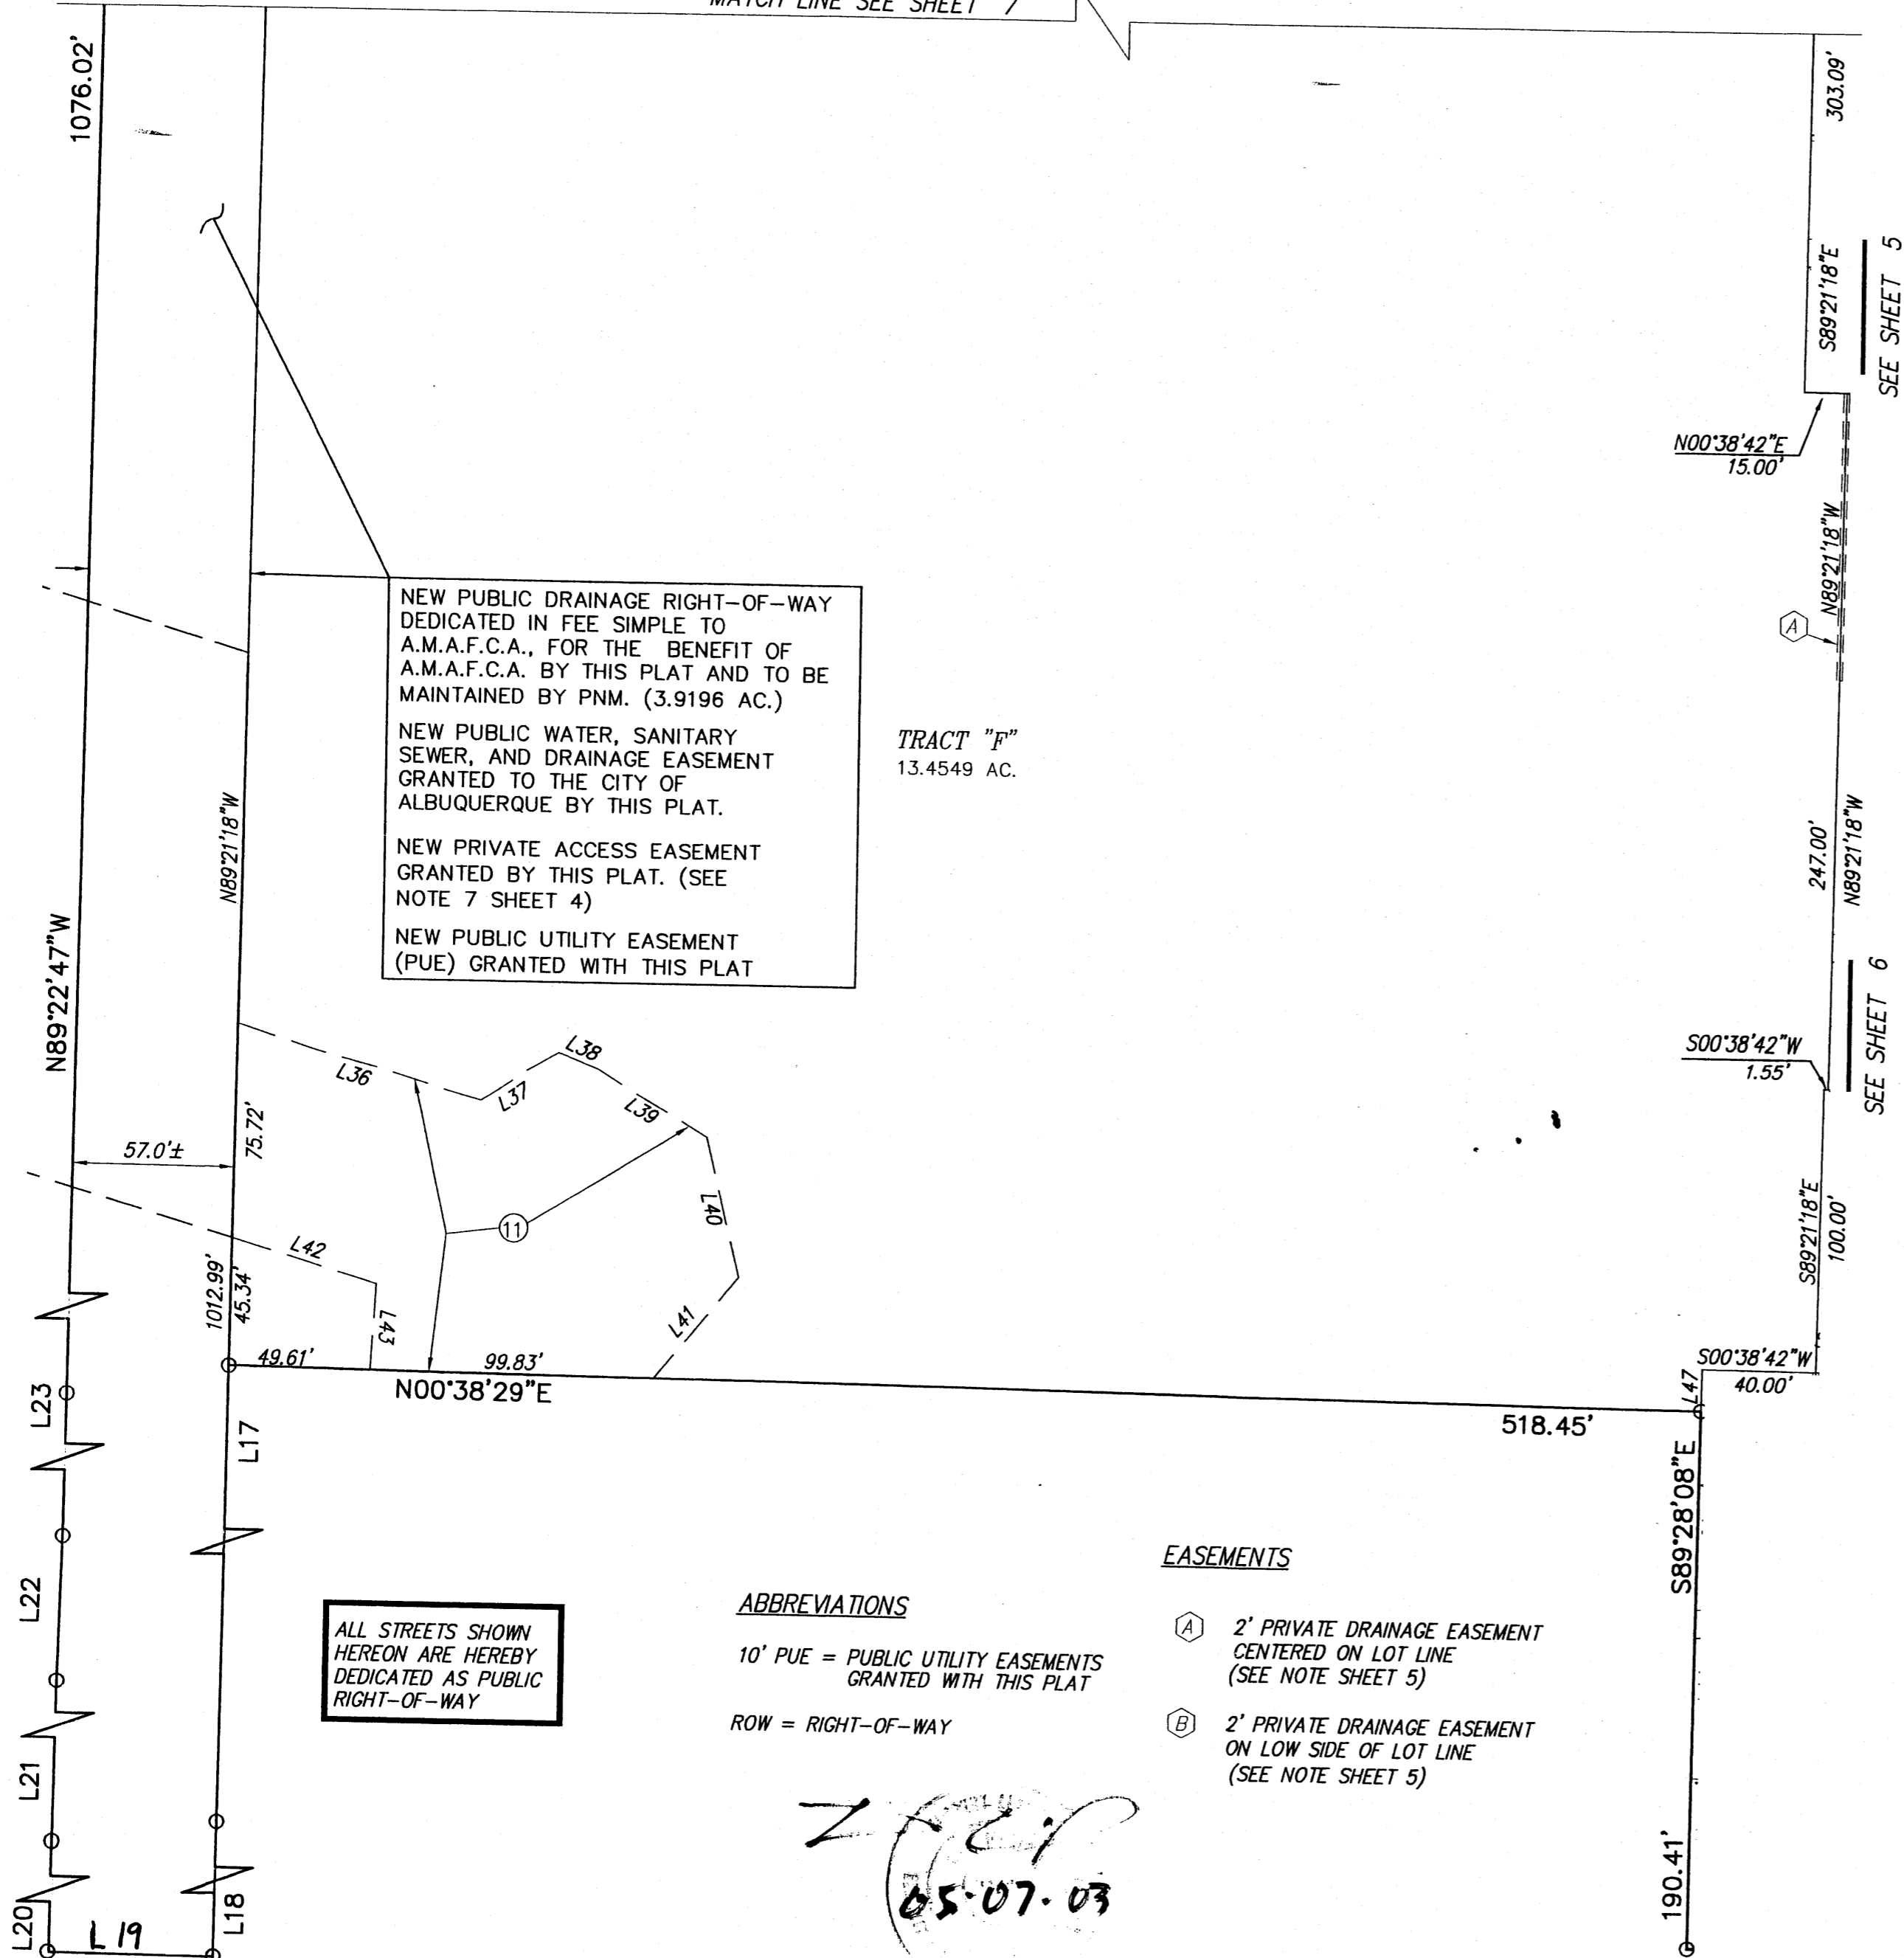 MATCH LINE SEE SHEET 7
1076.02'
303.09'
S89°21'18"E
SEE SHEET 5
N00°38'42"E
15.00'
N89°21'18"W
A
NEW PUBLIC DRAINAGE RIGHT-OF-WAY
DEDICATED IN FEE SIMPLE TO
A.M.A.F.C.A., FOR THE BENEFIT OF
A.M.A.F.C.A. BY THIS PLAT AND TO BE
MAINTAINED BY PNM. (3.9196 AC.)
NEW PUBLIC WATER, SANITARY
SEWER, AND DRAINAGE EASEMENT
GRANTED TO THE CITY OF
ALBUQUERQUE BY THIS PLAT.
NEW PRIVATE ACCESS EASEMENT
GRANTED BY THIS PLAT. (SEE
NOTE 7 SHEET 4)
NEW PUBLIC UTILITY EASEMENT
(PUE) GRANTED WITH THIS PLAT
TRACT "F"
13.4549 AC.
N89°21'18"W
247.00'
N89°21'18"W
N89°22'47"W
SEE SHEET 6
S00°38'42"W
1.55'
L36
L37
L38
L39
75.72'
57.0'±
L40
11
L42
S89°21'18"E
100.00'
1012.99'
45.34'
L43
L41
49.61'
99.83'
N00°38'29"E
S00°38'42"W
40.00'
L47
518.45'
L23
L17
S89°28'08"E
L22
ALL STREETS SHOWN
HEREON ARE HEREBY
DEDICATED AS PUBLIC
RIGHT-OF-WAY
ABBREVIATIONS
10' PUE = PUBLIC UTILITY EASEMENTS
GRANTED WITH THIS PLAT
ROW = RIGHT-OF-WAY
EASEMENTS
A
2' PRIVATE DRAINAGE EASEMENT
CENTERED ON LOT LINE
(SEE NOTE SHEET 5)
B
2' PRIVATE DRAINAGE EASEMENT
ON LOW SIDE OF LOT LINE
(SEE NOTE SHEET 5)
L21
05.07.03
190.41'
L20
L19
L18